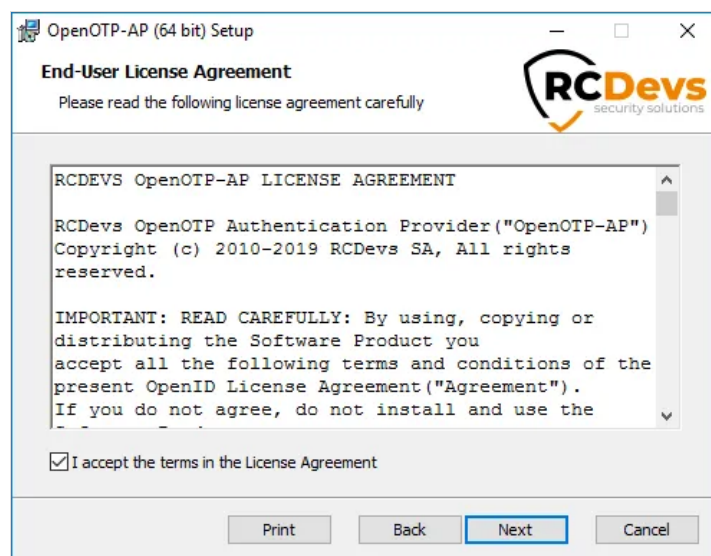 OpenOTP-AP (64 bit) Setup
End-User License Agreement
Please read the following license agreement carefully
RCDevs
security solutions
RCDEVS OpenOTP-AP LICENSE AGREEMENT
RCDevs OpenOTP Authentication Provider("OpenOTP-AP")
Copyright (c) 2010-2019 RCDevs SA, All rights
reserved.
IMPORTANT: READ CAREFULLY: By using, copying or
distributing the Software Product you
accept all the following terms and conditions of the
present OpenID License Agreement("Agreement").
If you do not agree, do not install and use the
I accept the terms in the License Agreement
Print
Back
Next
Cancel